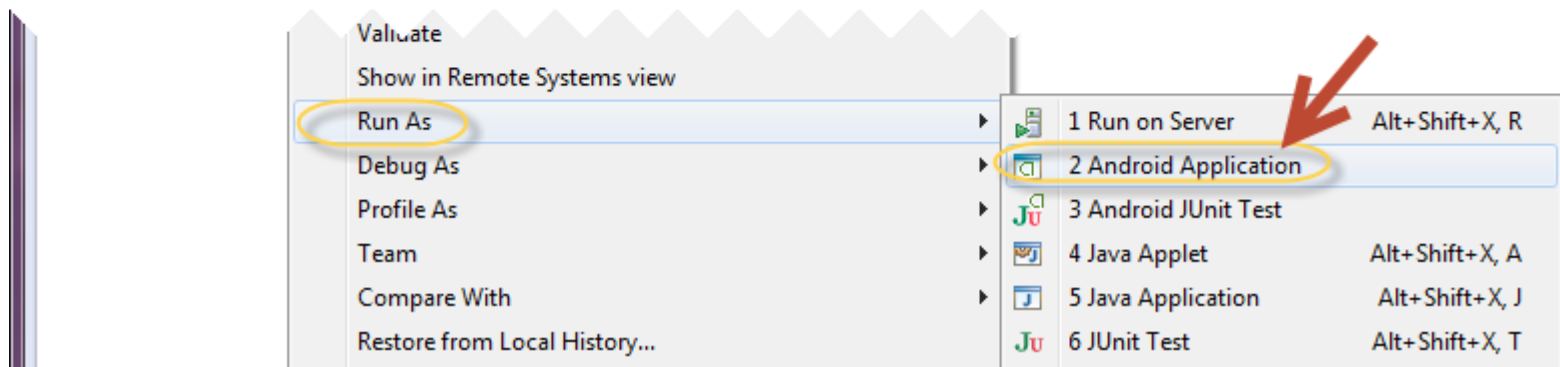 Validate
Show in Remote Systems view
Run As
Debug As
Profile As
Team
Compare With
Restore from Local History...
1 Run on Server Alt+Shift+X, R
2 Android Application
3 Android JUnit Test
4 Java Applet Alt+Shift+X, A
5 Java Application Alt+Shift+X, J
6 JUnit Test Alt+Shift+X, T